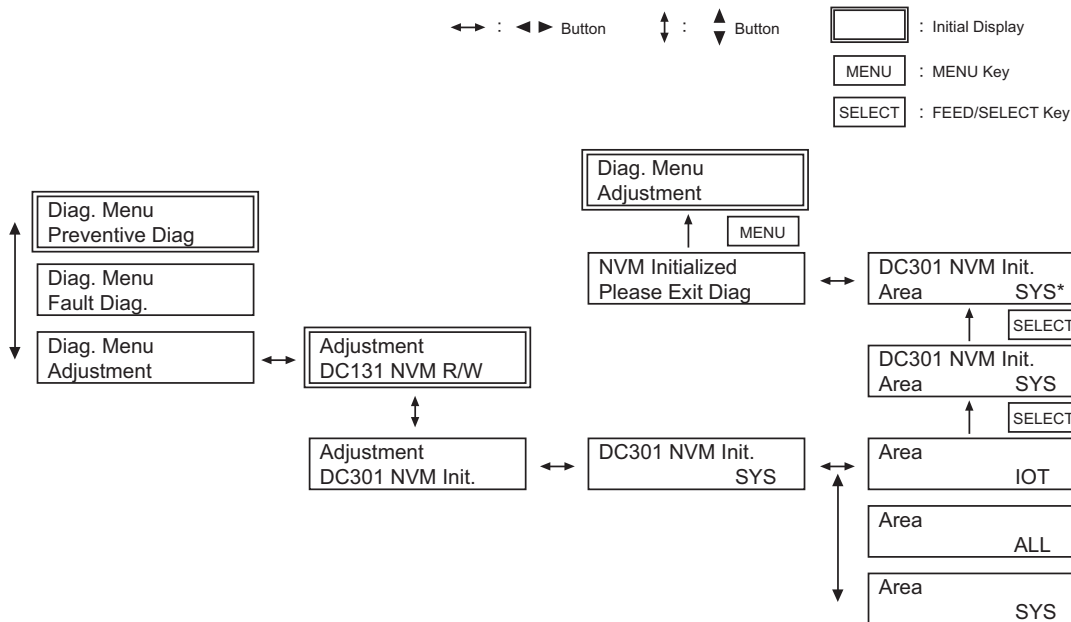 : Button
: Button
: Initial Display
MENU : MENU Key
SELECT : FEED/SELECT Key
Diag. Menu
Preventive Diag
Diag. Menu
Fault Diag.
Diag. Menu
Adjustment
Adjustment
DC131 NVM R/W
Adjustment
DC301 NVM Init.
DC301 NVM Init.
SYS
Diag. Menu
Adjustment
MENU
NVM Initialized
Please Exit Diag
DC301 NVM Init.
Area SYS*
SELECT
DC301 NVM Init.
Area SYS
SELECT
Area
IOT
Area
ALL
Area
SYS